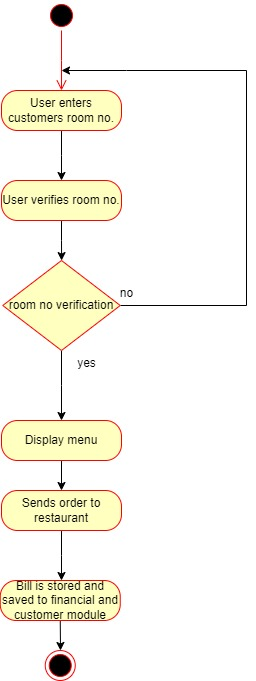 User enters
customers room no.
User verifies room no.
room no verification
no
yes
Display menu
Sends order to
restaurant
Bill is stored and
saved to financial and
customer module